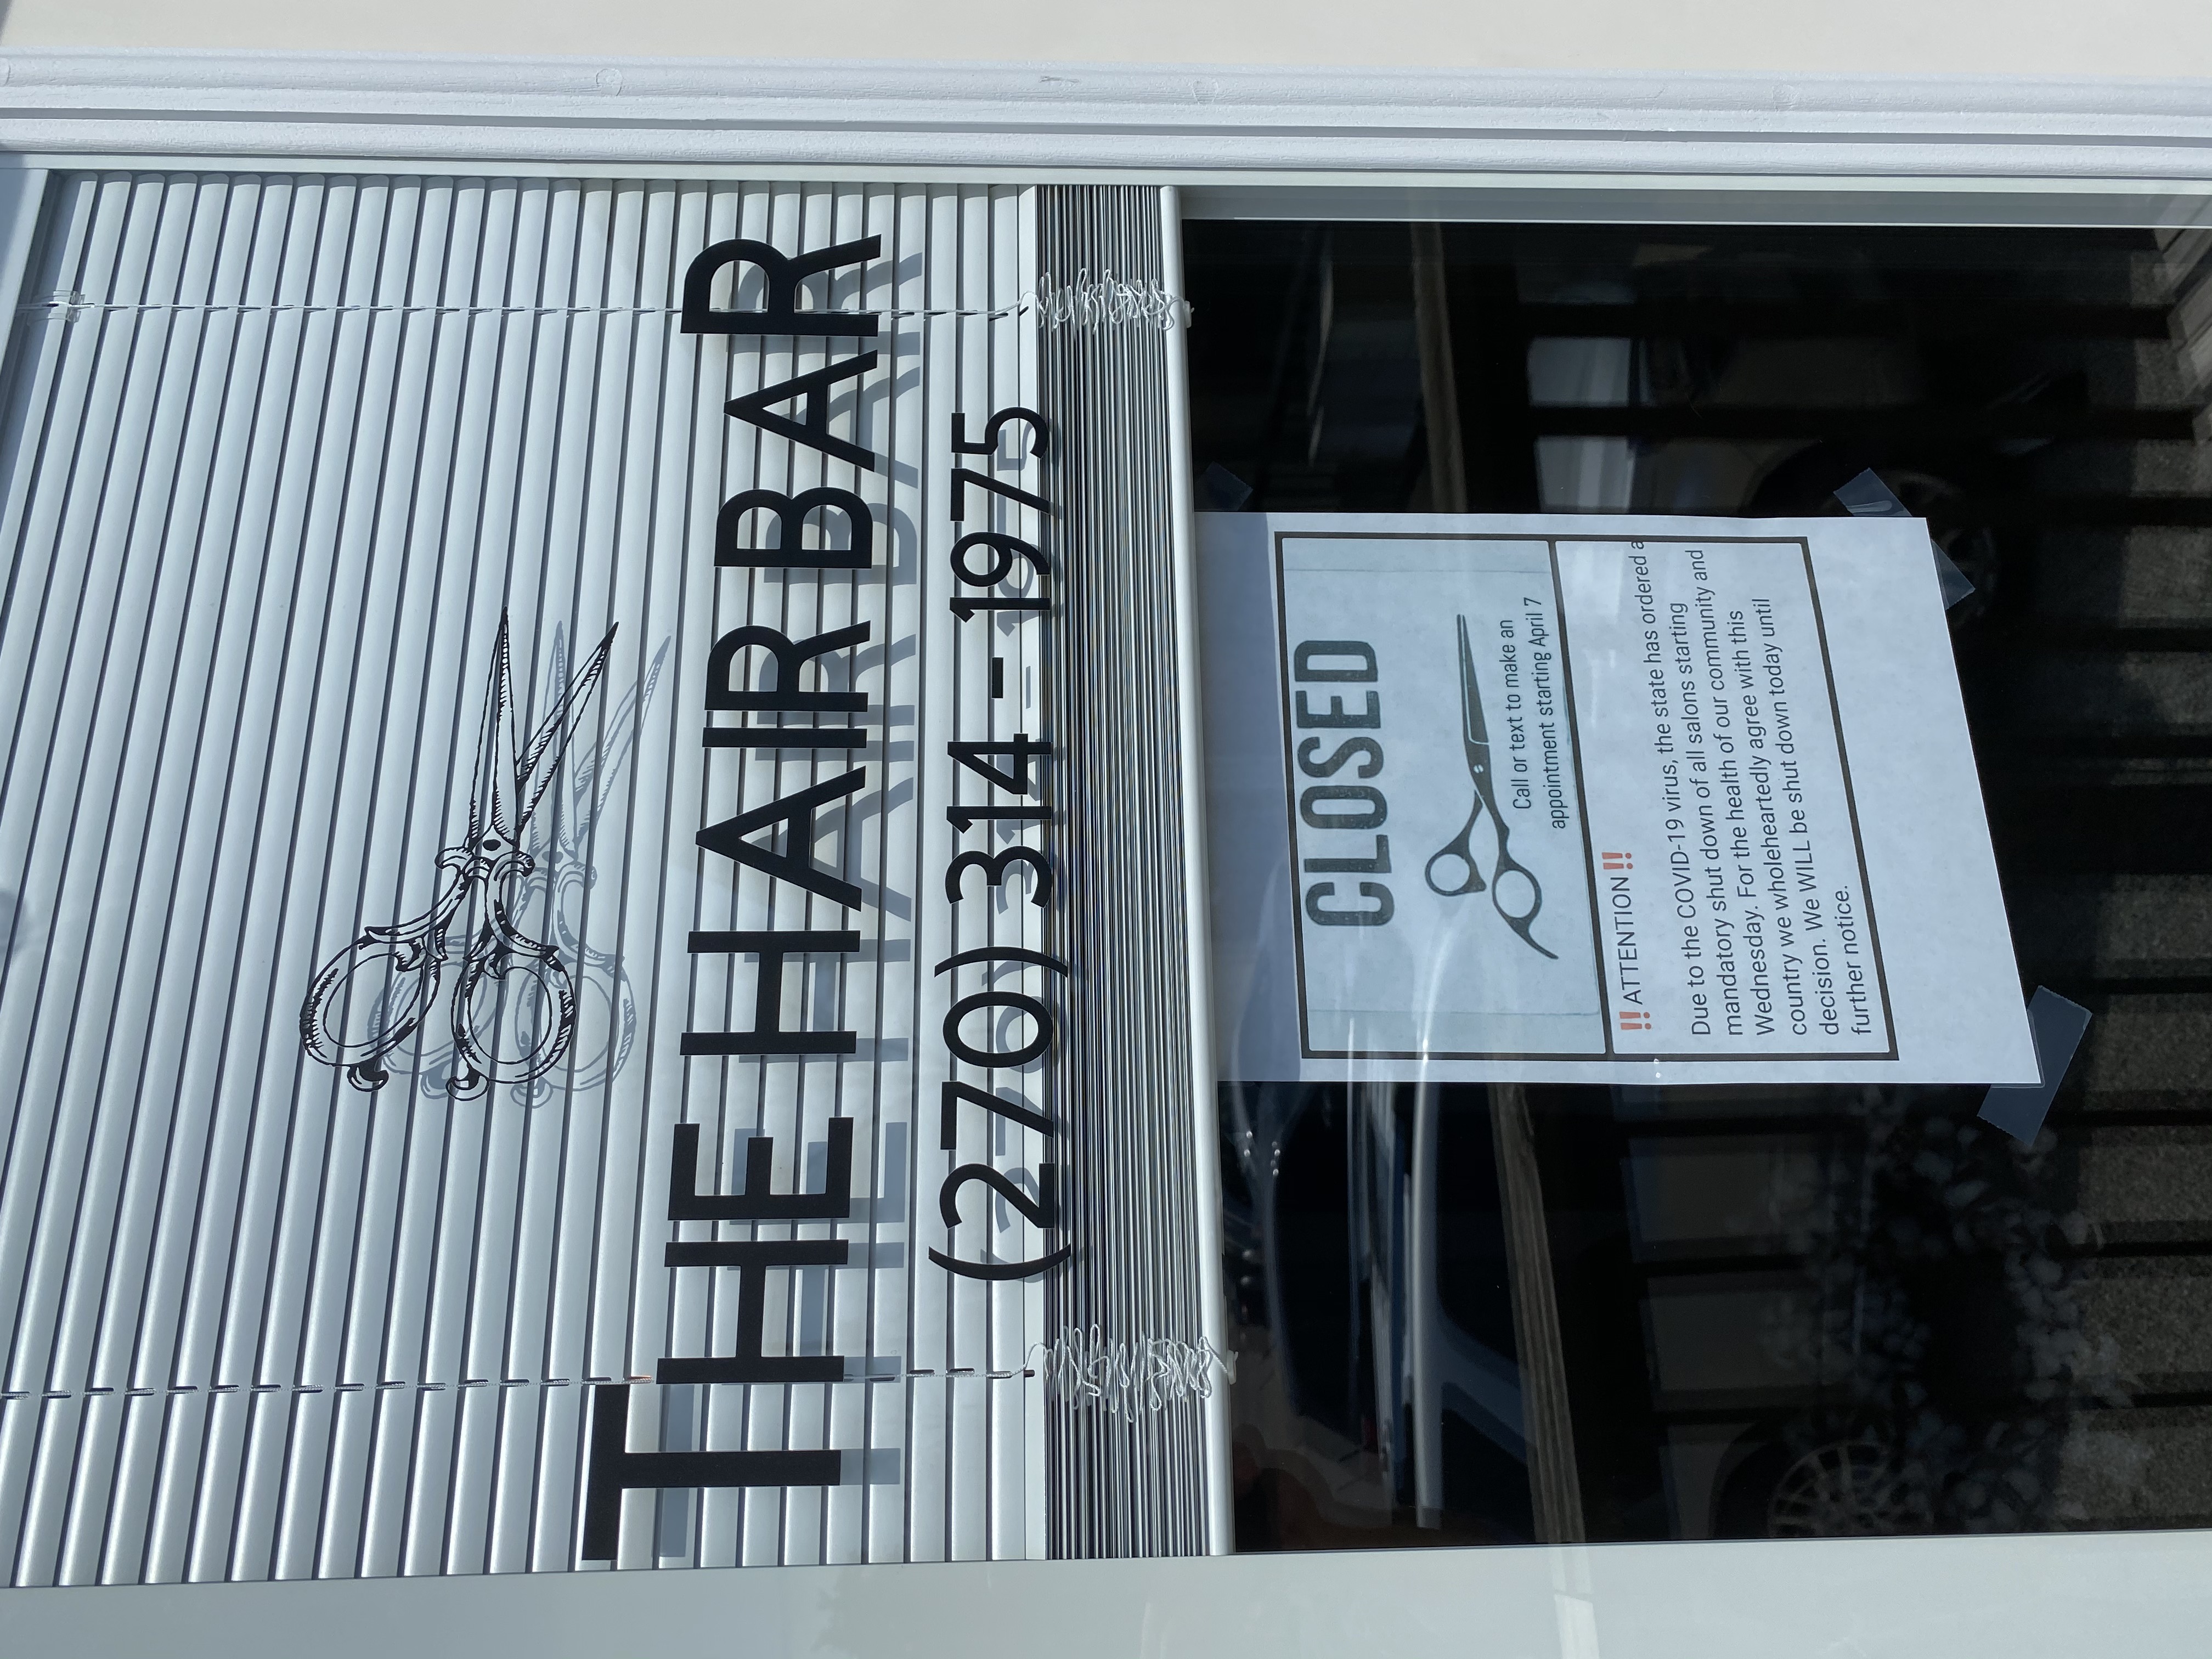 THE HAIR BAR
(270) 314-1975
CLOSED
Call or text to make an
appointment starting April 7
‼ ATTENTION ‼
Due to the COVID-19 virus, the state has ordered a
mandatory shut down of all salons starting
Wednesday. For the health of our community and
country we wholeheartedly agree with this
decision. We WILL be shut down today until
further notice.